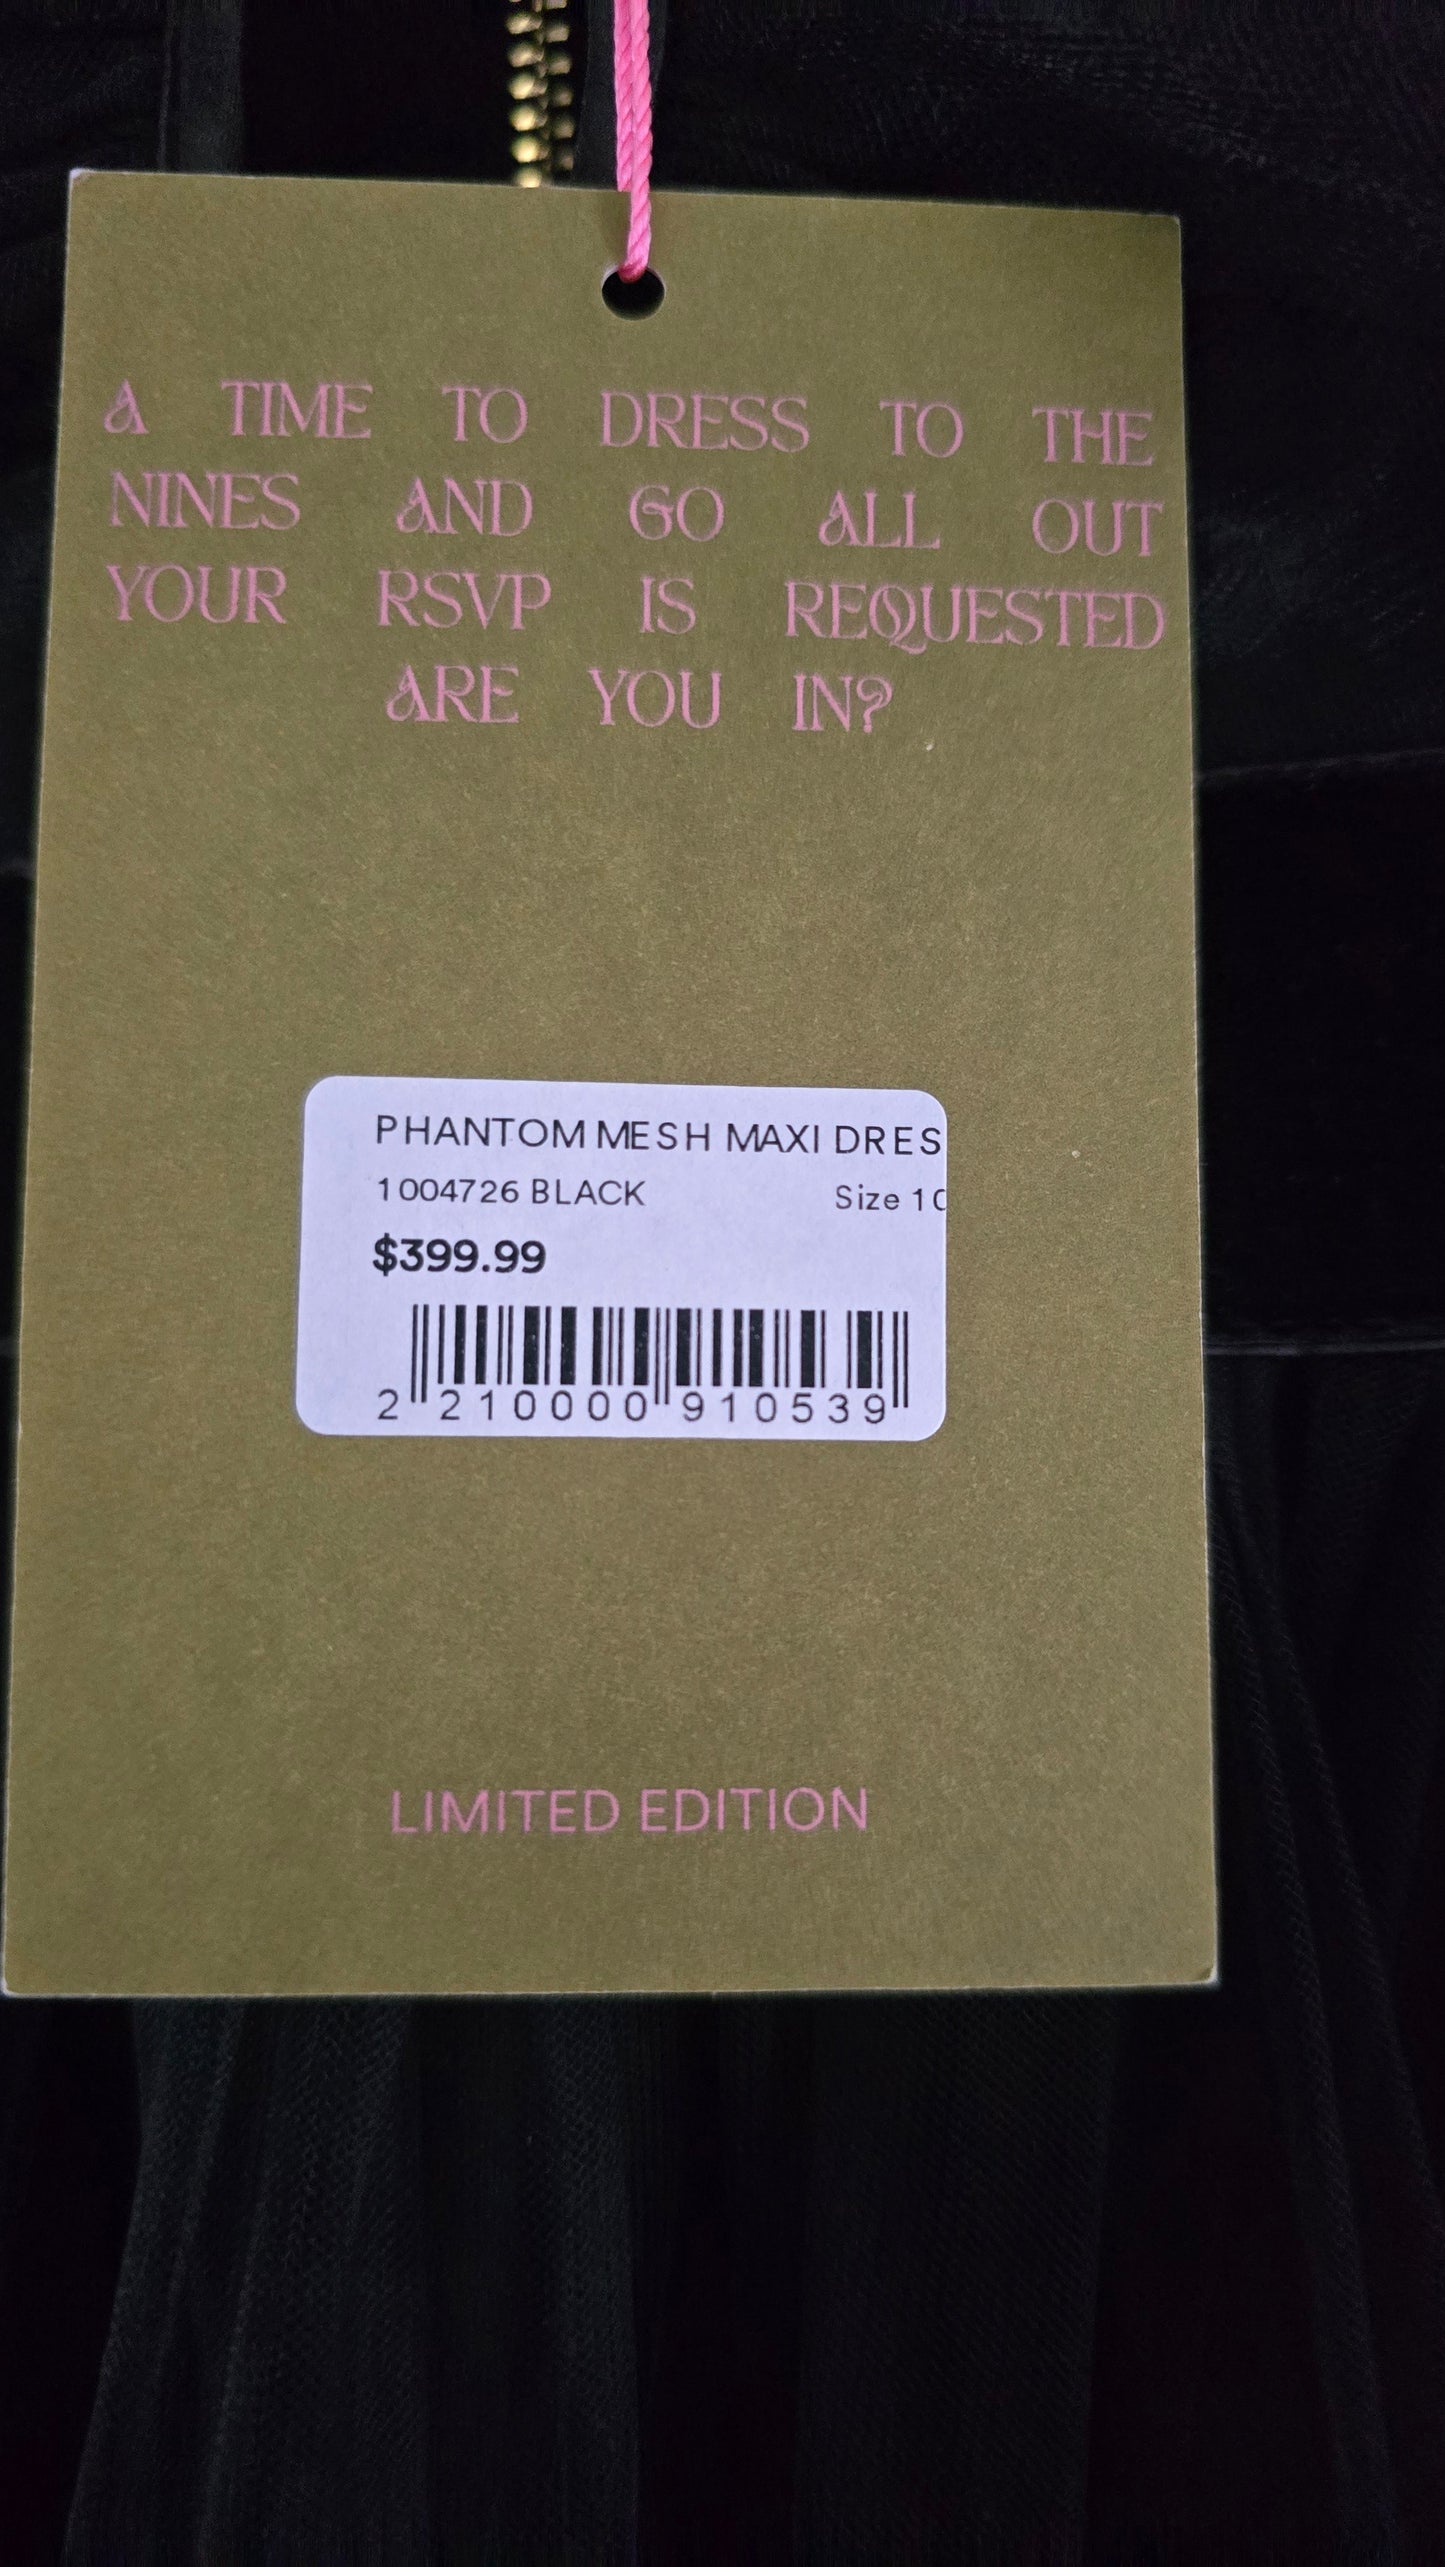 A TIME TO DRESS TO THE
NINES AND GO ALL OUT
YOUR RSVP IS REQUESTED
ARE YOU IN?
PHANTOM MESH MAXI DRES
1004726 BLACK Size 10
$399.99
2 210000 910539
LIMITED EDITION